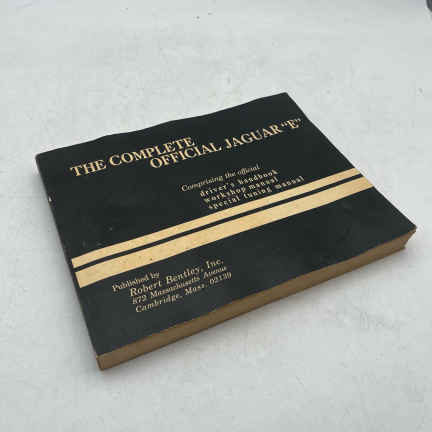 THE COMPLETE
OFFICIAL JAGUAR "E"
Comprising the official
driver's handbook
workshop manual
special tuning manual
Published by
Robert Bentley, Inc.
872 Massachusetts Avenue
Cambridge, Mass. 02139